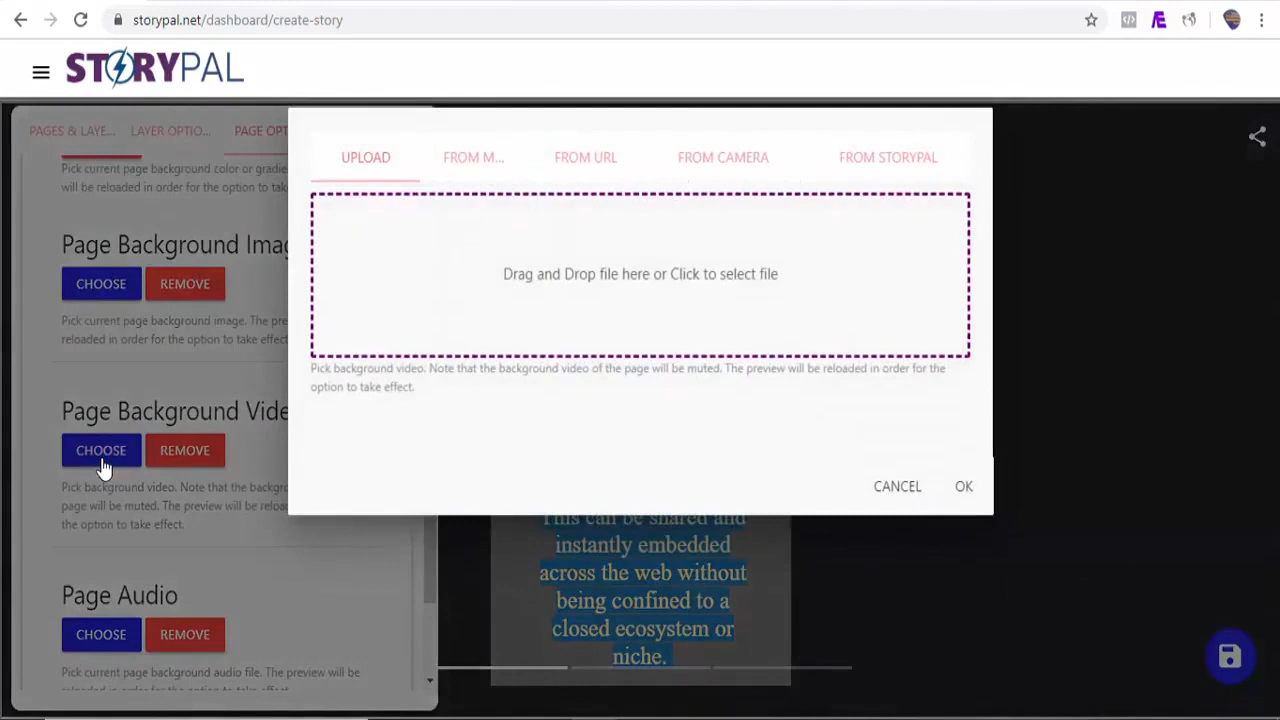 storypal.net/dashboard/create-story
STORYPAL
PAGES & LAYE... LAYER OPTIO... PAGE OPT
Pick current page background color or gradie
will be reloaded in order for the option to take
Page Background Ima
CHOOSE REMOVE
Pick current page background image. The pre
reloaded in order for the option to take effect
Page Background Vide
CHOOSE REMOVE
Pick background video. Note that the backgro
page will be muted. The preview will be reloa
the option to take effect.
Page Audio
CHOOSE REMOVE
Pick current page background audio file. The preview will be
UPLOAD FROM M... FROM URL FROM CAMERA FROM STORYPAL
Drag and Drop file here or Click to select file
Pick background video. Note that the background video of the page will be muted. The preview will be reloaded in order for the
option to take effect.
CANCEL OK
This can be shared and
instantly embedded
across the web without
being confined to a
closed ecosystem or
niche.